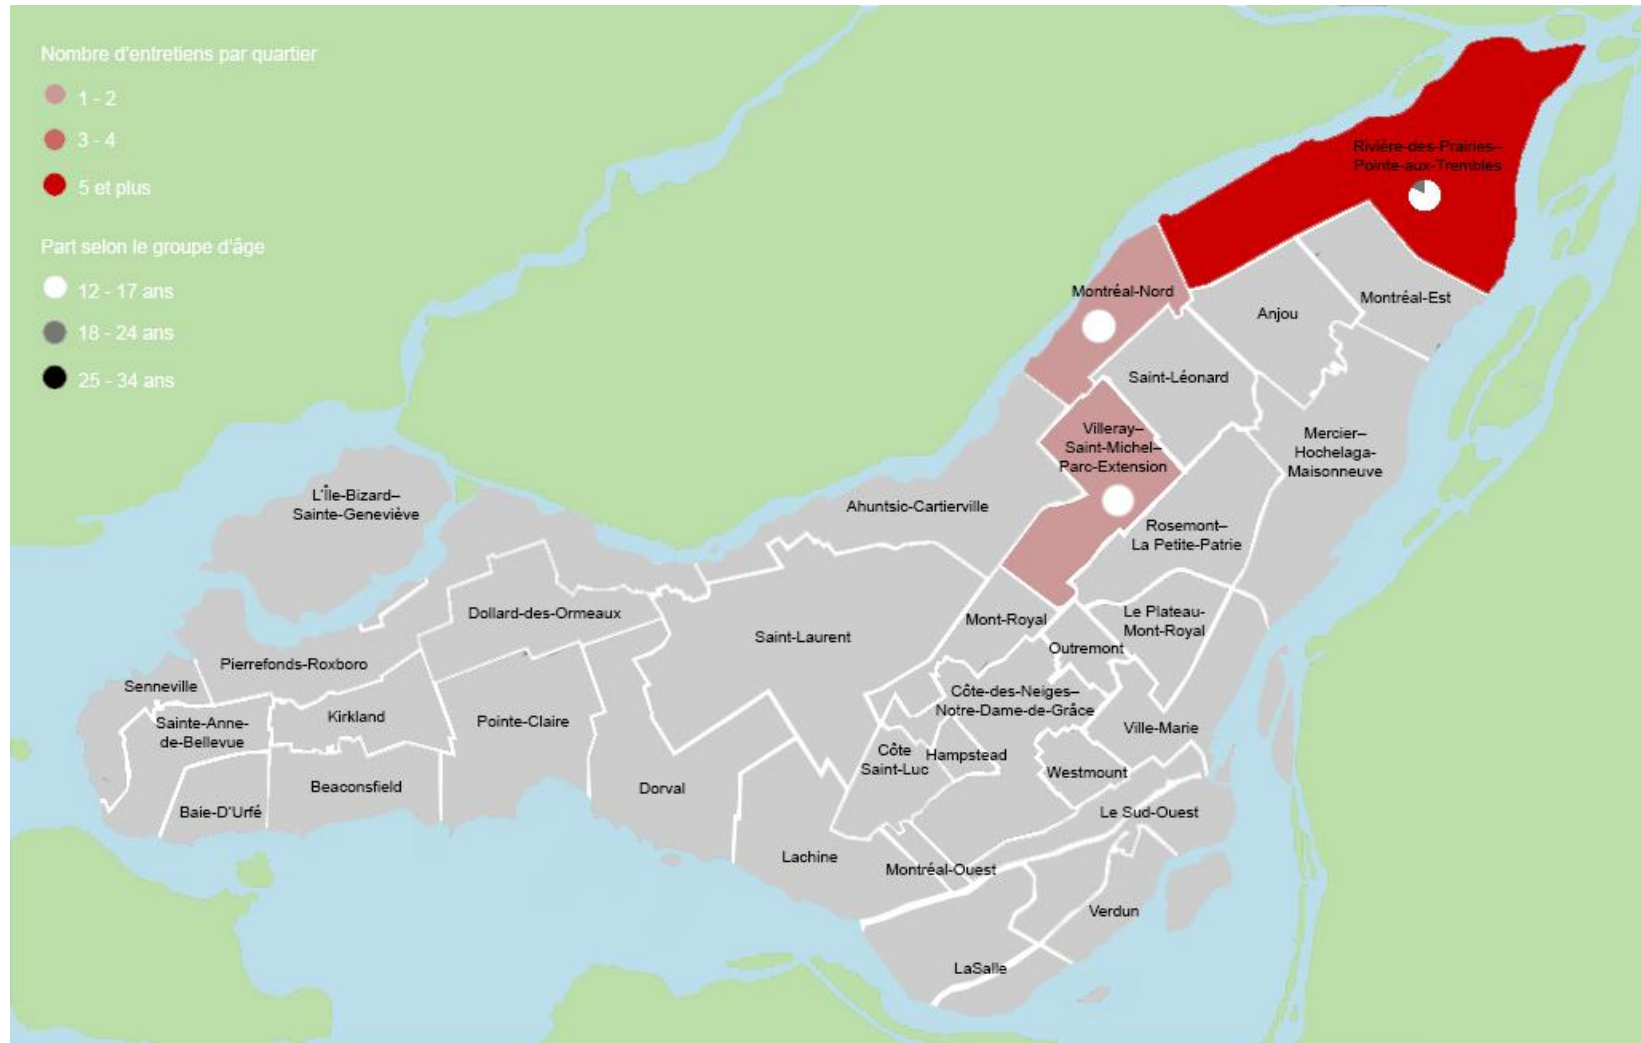 Nombre d'entretiens par quartier
1 - 2
3 - 4
5 et plus
Part selon le groupe d'âge
12 - 17 ans
18 - 24 ans
25 - 34 ans
Rivière-des-Prairies–
Pointe-aux-Trembles
Montréal-Nord
Montréal-Est
Anjou
Saint-Léonard
Villeray–
Saint-Michel–
Parc-Extension
Mercier–
Hochelaga-
Maisonneuve
L'Île-Bizard–
Sainte-Geneviève
Ahuntsic-Cartierville
Rosemont–
La Petite-Patrie
Dollard-des-Ormeaux
Saint-Laurent
Mont-Royal
Le Plateau-
Mont-Royal
Outremont
Pierrefonds-Roxboro
Senneville
Sainte-Anne-
de-Bellevue
Kirkland
Pointe-Claire
Côte-des-Neiges–
Notre-Dame-de-Grâce
Ville-Marie
Côte
Saint-Luc
Hampstead
Westmount
Baie-D'Urfé
Beaconsfield
Dorval
Le Sud-Ouest
Lachine
Montréal-Ouest
Verdun
LaSalle